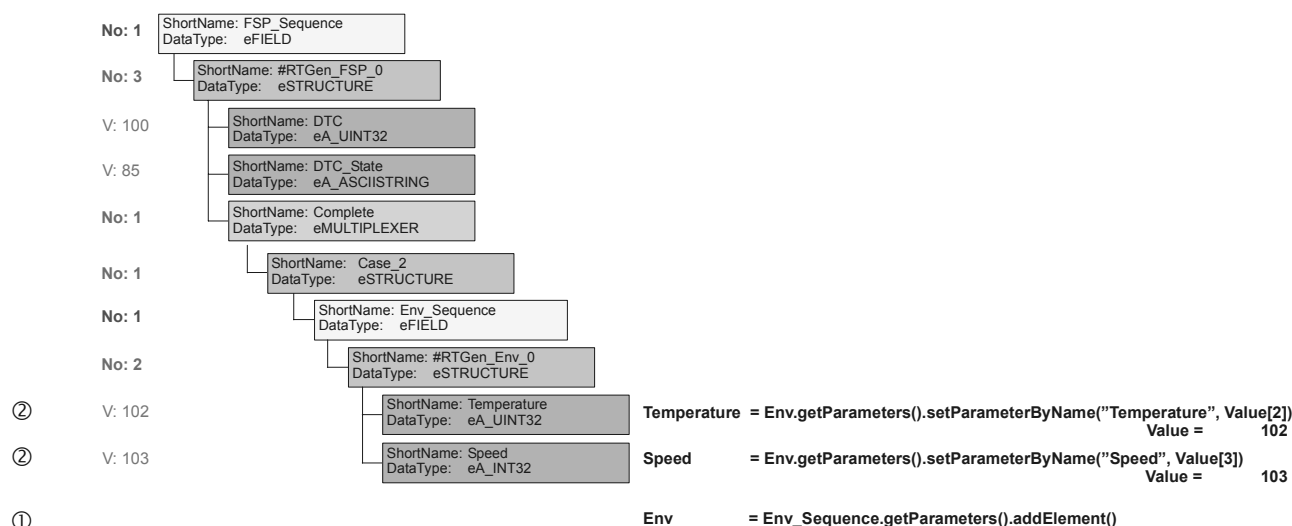 No: 1 ShortName: FSP_Sequence
DataType: eFIELD
No: 3 ShortName: #RTGen_FSP_0
DataType: eSTRUCTURE
V: 100 ShortName: DTC
DataType: eA_UINT32
V: 85 ShortName: DTC_State
DataType: eA_ASCIISTRING
No: 1 ShortName: Complete
DataType: eMULTIPLEXER
No: 1 ShortName: Case_2
DataType: eSTRUCTURE
No: 1 ShortName: Env_Sequence
DataType: eFIELD
No: 2 ShortName: #RTGen_Env_0
DataType: eSTRUCTURE
② V: 102 ShortName: Temperature
DataType: eA_UINT32
Temperature = Env.getParameters().setParameterByName(”Temperature”, Value[2])
Value = 102
② V: 103 ShortName: Speed
DataType: eA_INT32
Speed = Env.getParameters().setParameterByName(”Speed”, Value[3])
Value = 103
① Env = Env_Sequence.getParameters().addElement()